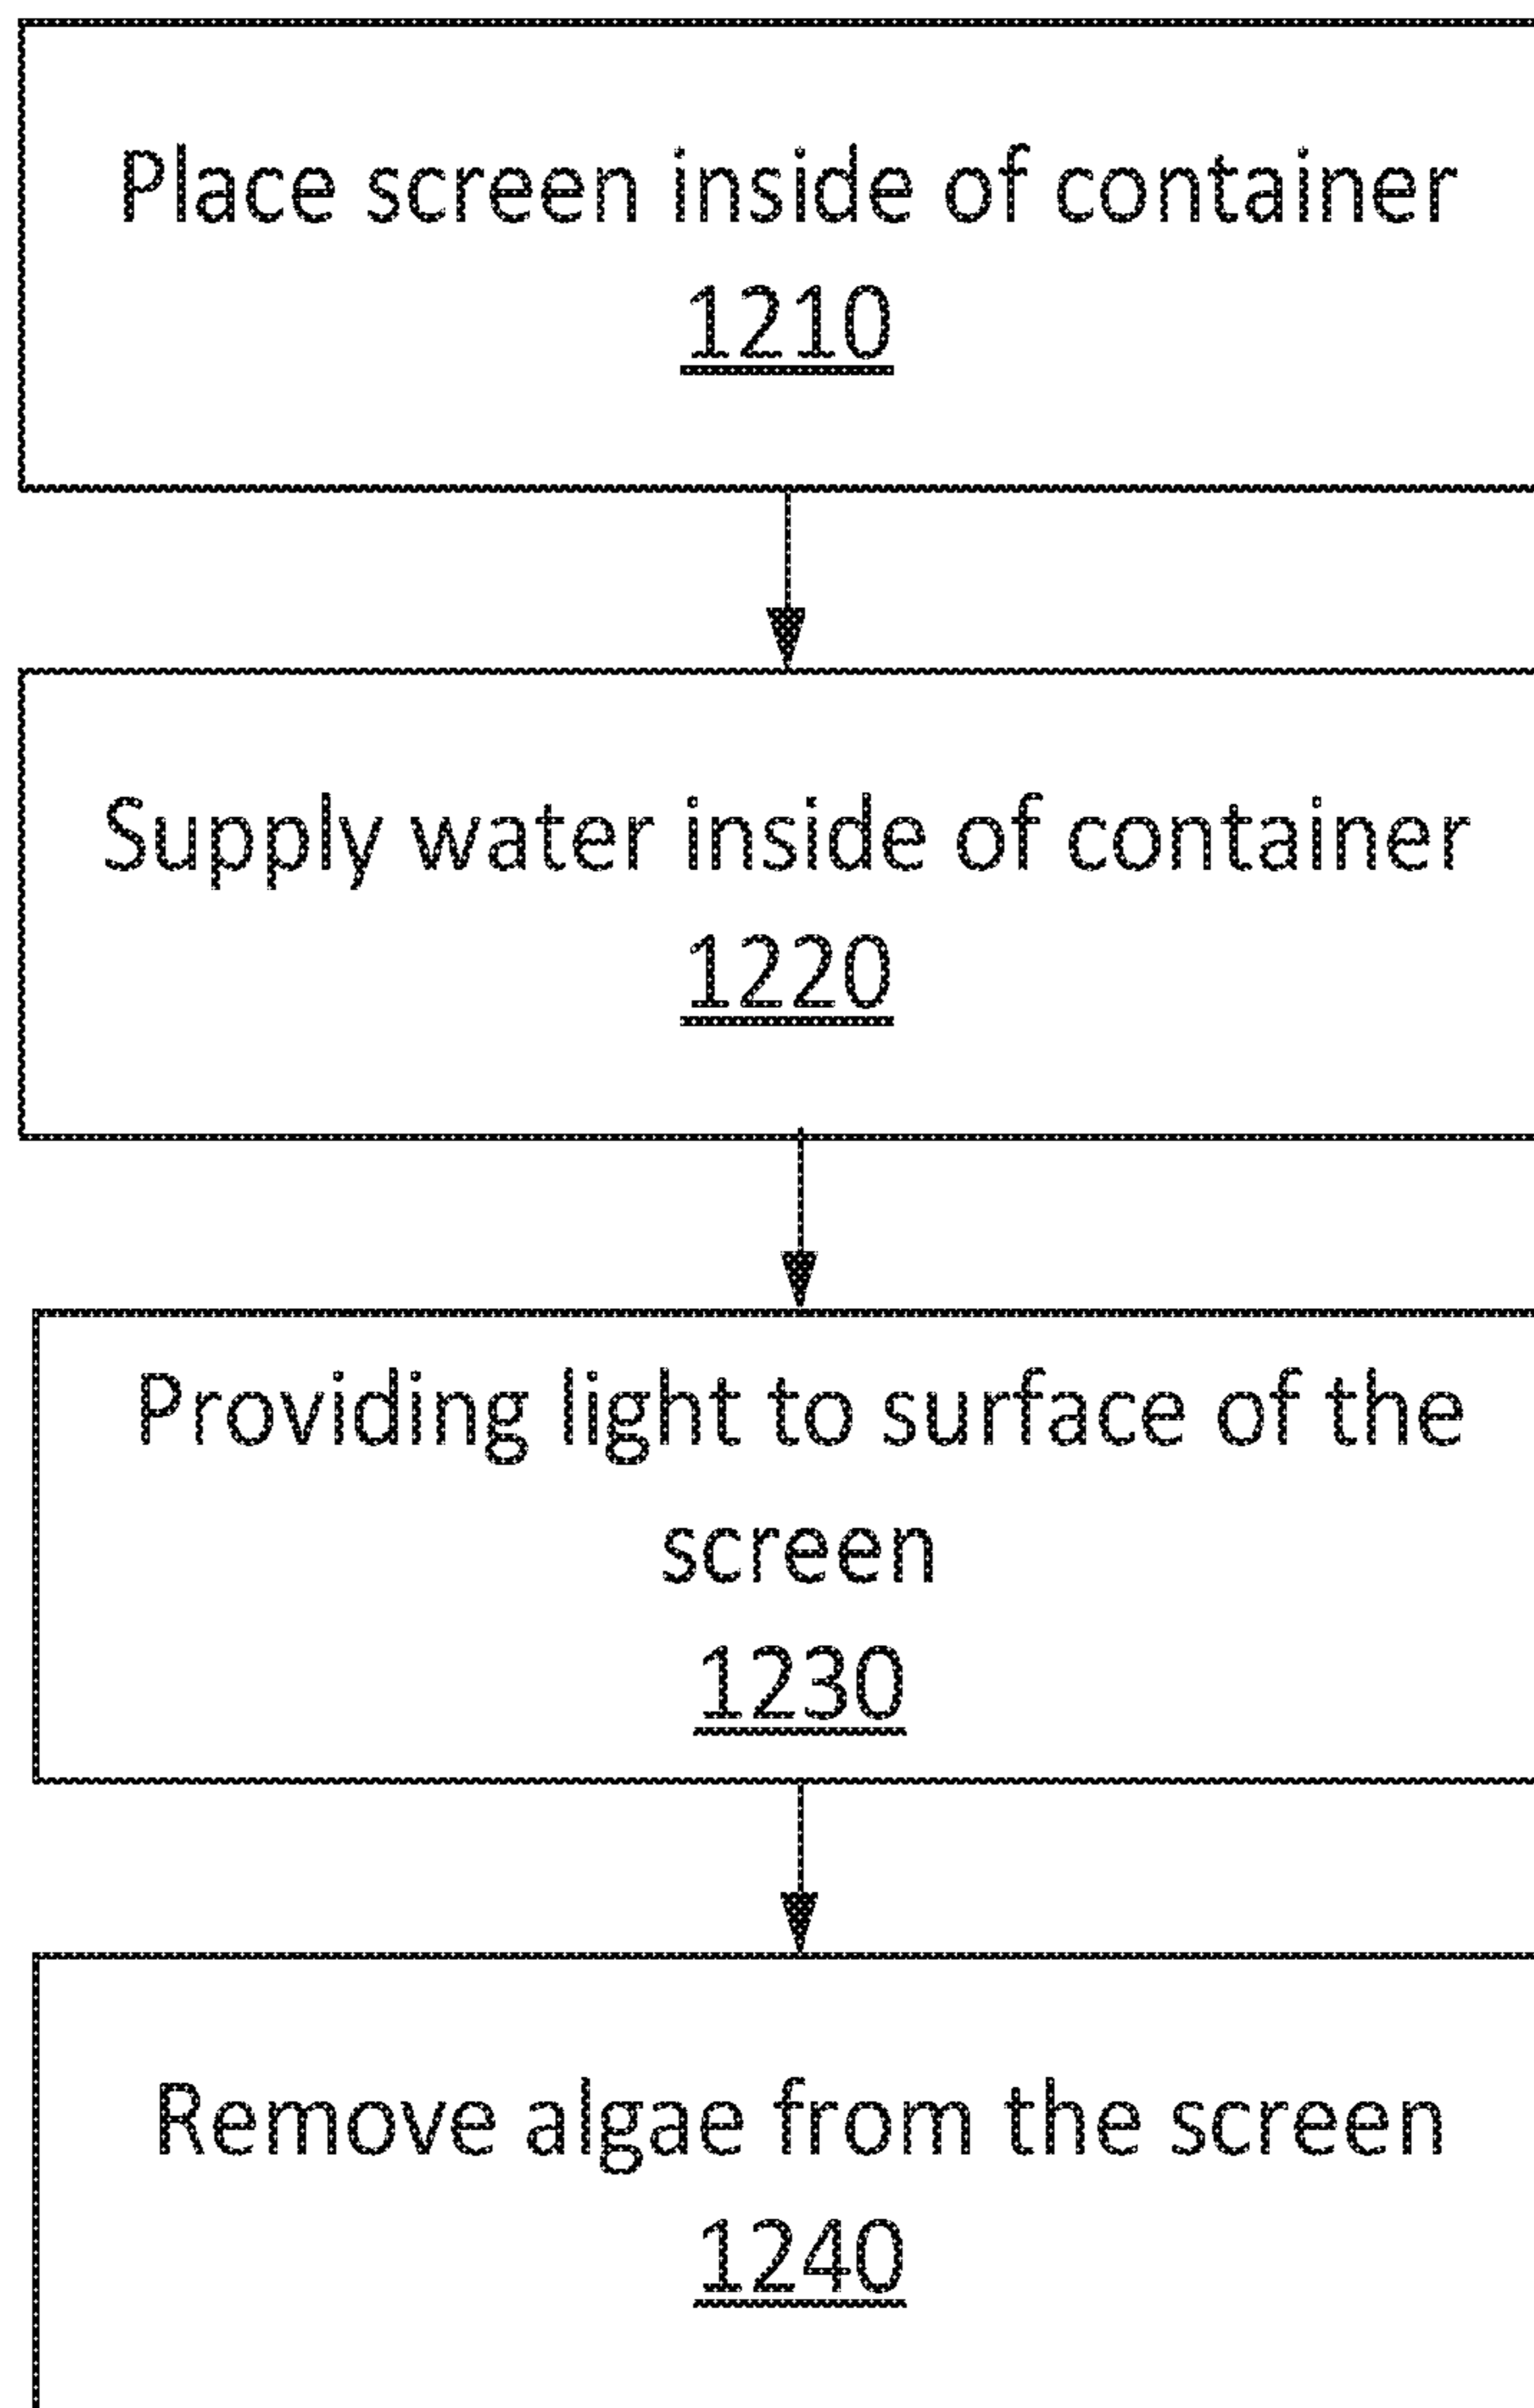 Place screen inside of container
1210
Supply water inside of container
1220
Providing light to surface of the
screen
1230
Remove algae from the screen
1240